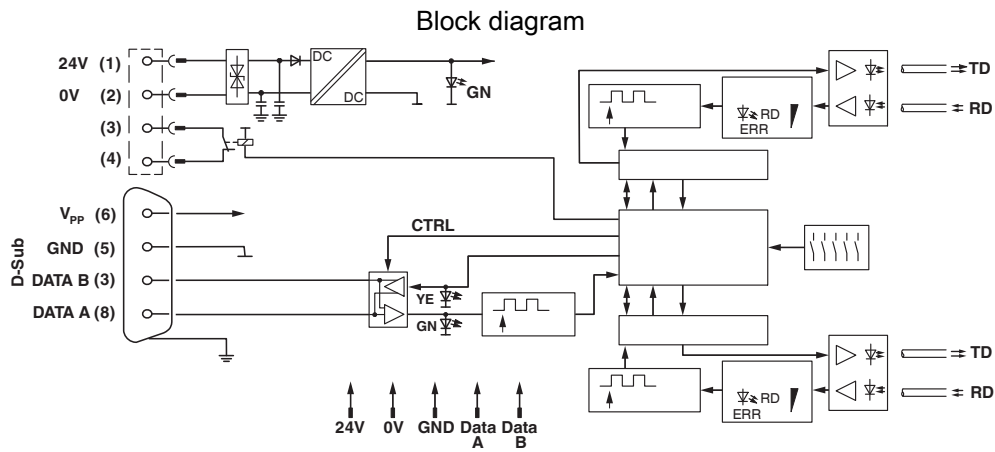 Block diagram
24V (1)
0V (2)
(3)
(4)
DC
DC
GN
D-Sub
VPP (6)
GND (5)
DATA B (3)
DATA A (8)
CTRL
YE
GN
RD
ERR
TD
RD
RD
ERR
TD
RD
24V
0V
GND
Data
A
Data
B